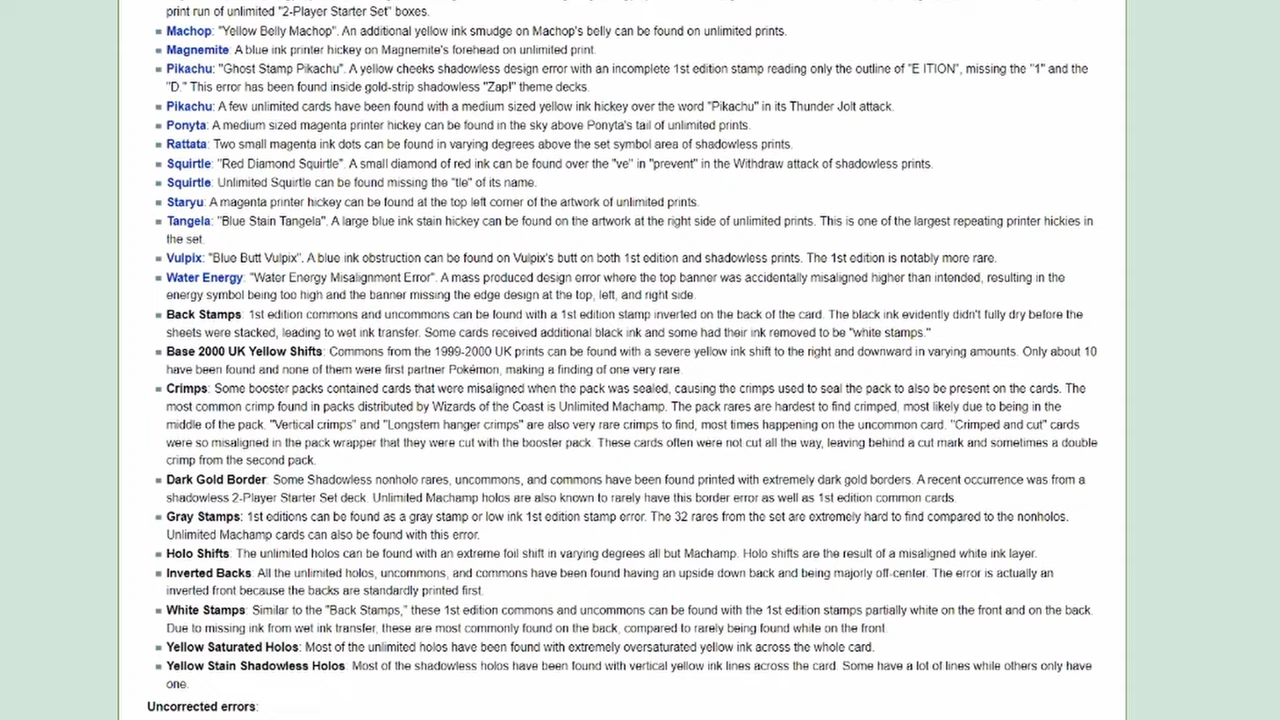 print run of unlimited "2-Player Starter Set" boxes.
Machop: "Yellow Belly Machop". An additional yellow ink smudge on Machop's belly can be found on unlimited prints.
Magnemite: A blue ink printer hickey on Magnemite's forehead on unlimited print.
Pikachu: "Ghost Stamp Pikachu". A yellow cheeks shadowless design error with an incomplete 1st edition stamp reading only the outline of "E ITION", missing the "1" and the
"D." This error has been found inside gold-strip shadowless "Zap!" theme decks.
Pikachu: A few unlimited cards have been found with a medium sized yellow ink hickey over the word "Pikachu" in its Thunder Jolt attack.
Ponyta: A medium sized magenta printer hickey can be found in the sky above Ponyta's tail of unlimited prints.
Rattata: Two small magenta ink dots can be found in varying degrees above the set symbol area of shadowless prints.
Squirtle: "Red Diamond Squirtle". A small diamond of red ink can be found over the "ve" in "prevent" in the Withdraw attack of shadowless prints.
Squirtle: Unlimited Squirtle can be found missing the "tle" of its name.
Staryu: A magenta printer hickey can be found at the top left corner of the artwork of unlimited prints.
Tangela: "Blue Stain Tangela". A large blue ink stain hickey can be found on the artwork at the right side of unlimited prints. This is one of the largest repeating printer hickies in
the set.
Vulpix: "Blue Butt Vulpix". A blue ink obstruction can be found on Vulpix's butt on both 1st edition and shadowless prints. The 1st edition is notably more rare.
Water Energy: "Water Energy Misalignment Error". A mass produced design error where the top banner was accidentally misaligned higher than intended, resulting in the
energy symbol being too high and the banner missing the edge design at the top, left, and right side.
Back Stamps: 1st edition commons and uncommons can be found with a 1st edition stamp inverted on the back of the card. The black ink evidently didn't fully dry before the
sheets were stacked, leading to wet ink transfer. Some cards received additional black ink and some had their ink removed to be "white stamps."
Base 2000 UK Yellow Shifts: Commons from the 1999-2000 UK prints can be found with a severe yellow ink shift to the right and downward in varying amounts. Only about 10
have been found and none of them were first partner Pokémon, making a finding of one very rare.
Crimps: Some booster packs contained cards that were misaligned when the pack was sealed, causing the crimps used to seal the pack to also be present on the cards. The
most common crimp found in packs distributed by Wizards of the Coast is Unlimited Machamp. The pack rares are hardest to find crimped, most likely due to being in the
middle of the pack. "Vertical crimps" and "Longstem hanger crimps" are also very rare crimps to find, most times happening on the uncommon card. "Crimped and cut" cards
were so misaligned in the pack wrapper that they were cut with the booster pack. These cards often were not cut all the way, leaving behind a cut mark and sometimes a double
crimp from the second pack.
Dark Gold Border: Some Shadowless nonholo rares, uncommons, and commons have been found printed with extremely dark gold borders. A recent occurrence was from a
shadowless 2-Player Starter Set deck. Unlimited Machamp holos are also known to rarely have this border error as well as 1st edition common cards.
Gray Stamps: 1st editions can be found as a gray stamp or low ink 1st edition stamp error. The 32 rares from the set are extremely hard to find compared to the nonholos.
Unlimited Machamp cards can also be found with this error.
Holo Shifts: The unlimited holos can be found with an extreme foil shift in varying degrees all but Machamp. Holo shifts are the result of a misaligned white ink layer.
Inverted Backs: All the unlimited holos, uncommons, and commons have been found having an upside down back and being majorly off-center. The error is actually an
inverted front because the backs are standardly printed first.
White Stamps: Similar to the "Back Stamps," these 1st edition commons and uncommons can be found with the 1st edition stamps partially white on the front and on the back.
Due to missing ink from wet ink transfer, these are most commonly found on the back, compared to rarely being found white on the front.
Yellow Saturated Holos: Most of the unlimited holos have been found with extremely oversaturated yellow ink across the whole card.
Yellow Stain Shadowless Holos: Most of the shadowless holos have been found with vertical yellow ink lines across the card. Some have a lot of lines while others only have
one.
Uncorrected errors: